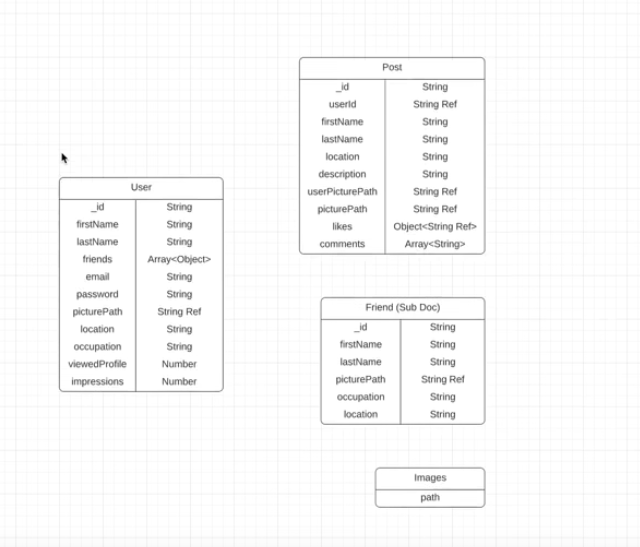 Post
_id String
userId String Ref
firstName String
lastName String
location String
description String
userPicturePath String Ref
picturePath String Ref
likes Object<String Ref>
comments Array<String>
User
_id String
firstName String
lastName String
friends Array<Object>
email String
password String
picturePath String Ref
location String
occupation String
viewedProfile Number
impressions Number
Friend (Sub Doc)
_id String
firstName String
lastName String
picturePath String Ref
occupation String
location String
Images
path